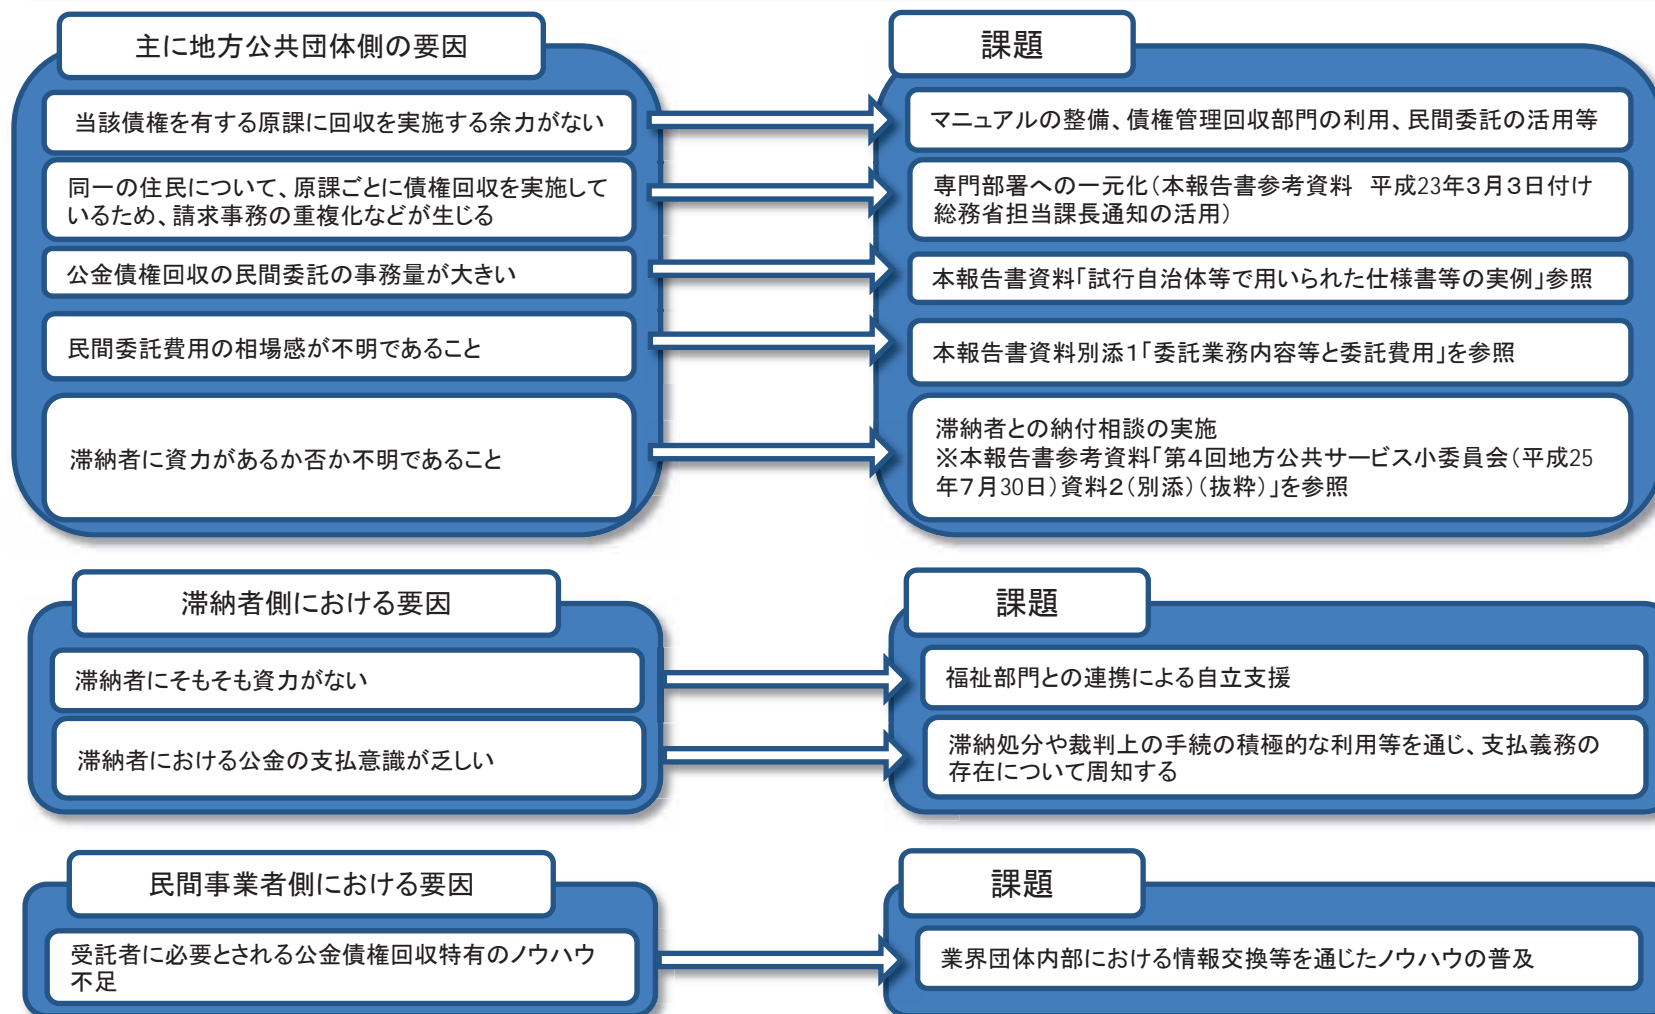 主に地方公共団体側の要因
課題
当該債権を有する原課に回収を実施する余力がない
マニュアルの整備、債権管理回収部門の利用、民間委託の活用等
同一の住民について、原課ごとに債権回収を実施して
いるため、請求事務の重複化などが生じる
専門部署への一元化(本報告書参考資料　平成23年3月3日付け
総務省担当課長通知の活用)
公金債権回収の民間委託の事務量が大きい
本報告書資料「試行自治体等で用いられた仕様書等の実例」参照
民間委託費用の相場感が不明であること
本報告書資料別添1「委託業務内容等と委託費用」を参照
滞納者に資力があるか否か不明であること
滞納者との納付相談の実施
※本報告書参考資料「第4回地方公共サービス小委員会(平成25
年7月30日)資料2(別添)(抜粋)」を参照
滞納者側における要因
課題
滞納者にそもそも資力がない
福祉部門との連携による自立支援
滞納者における公金の支払意識が乏しい
滞納処分や裁判上の手続の積極的な利用等を通じ、支払義務の
存在について周知する
民間事業者側における要因
課題
受託者に必要とされる公金債権回収特有のノウハウ
不足
業界団体内部における情報交換等を通じたノウハウの普及